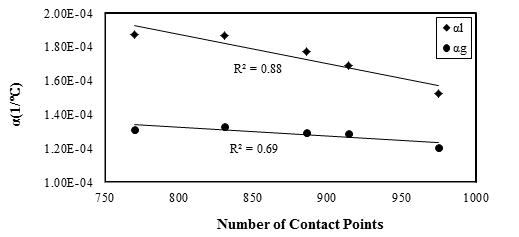 2.00E-04
1.80E-04
1.60E-04
1.40E-04
1.20E-04
1.00E-04
α(1/°C)
αl
αg
R² = 0.88
R² = 0.69
750 800 850 900 950 1000
Number of Contact Points